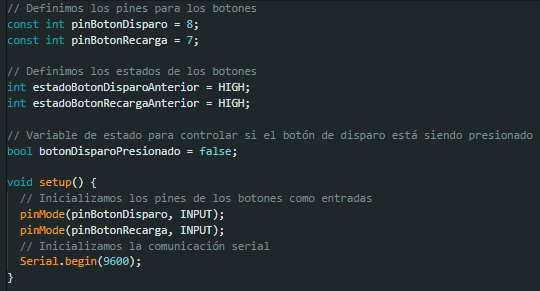 // Definimos los pines para los botones
const int pinBotonDisparo = 8;
const int pinBotonRecarga = 7;

// Definimos los estados de los botones
int estadoBotonDisparoAnterior = HIGH;
int estadoBotonRecargaAnterior = HIGH;

// Variable de estado para controlar si el botón de disparo está siendo presionado
bool botonDisparoPresionado = false;

void setup() {
  // Inicializamos los pines de los botones como entradas
  pinMode(pinBotonDisparo, INPUT);
  pinMode(pinBotonRecarga, INPUT);
  // Inicializamos la comunicación serial
  Serial.begin(9600);
}